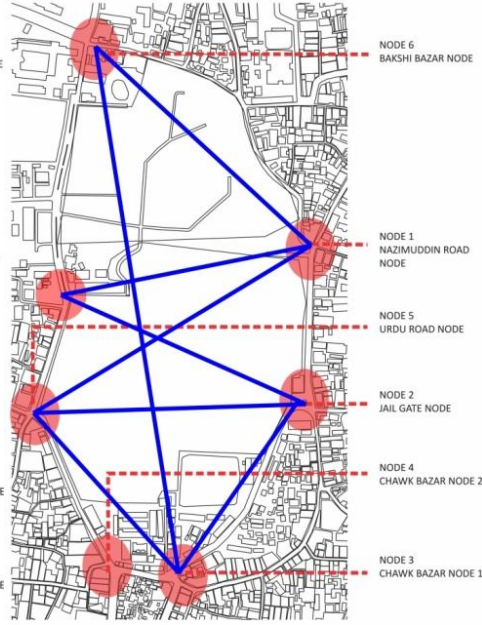 NODE 6
BAKSHI BAZAR NODE
NODE 1
NAZIMUDDIN ROAD
NODE
NODE 5
URDU ROAD NODE
NODE 2
JAIL GATE NODE
NODE 4
CHAWK BAZAR NODE 2
NODE 3
CHAWK BAZAR NODE 1